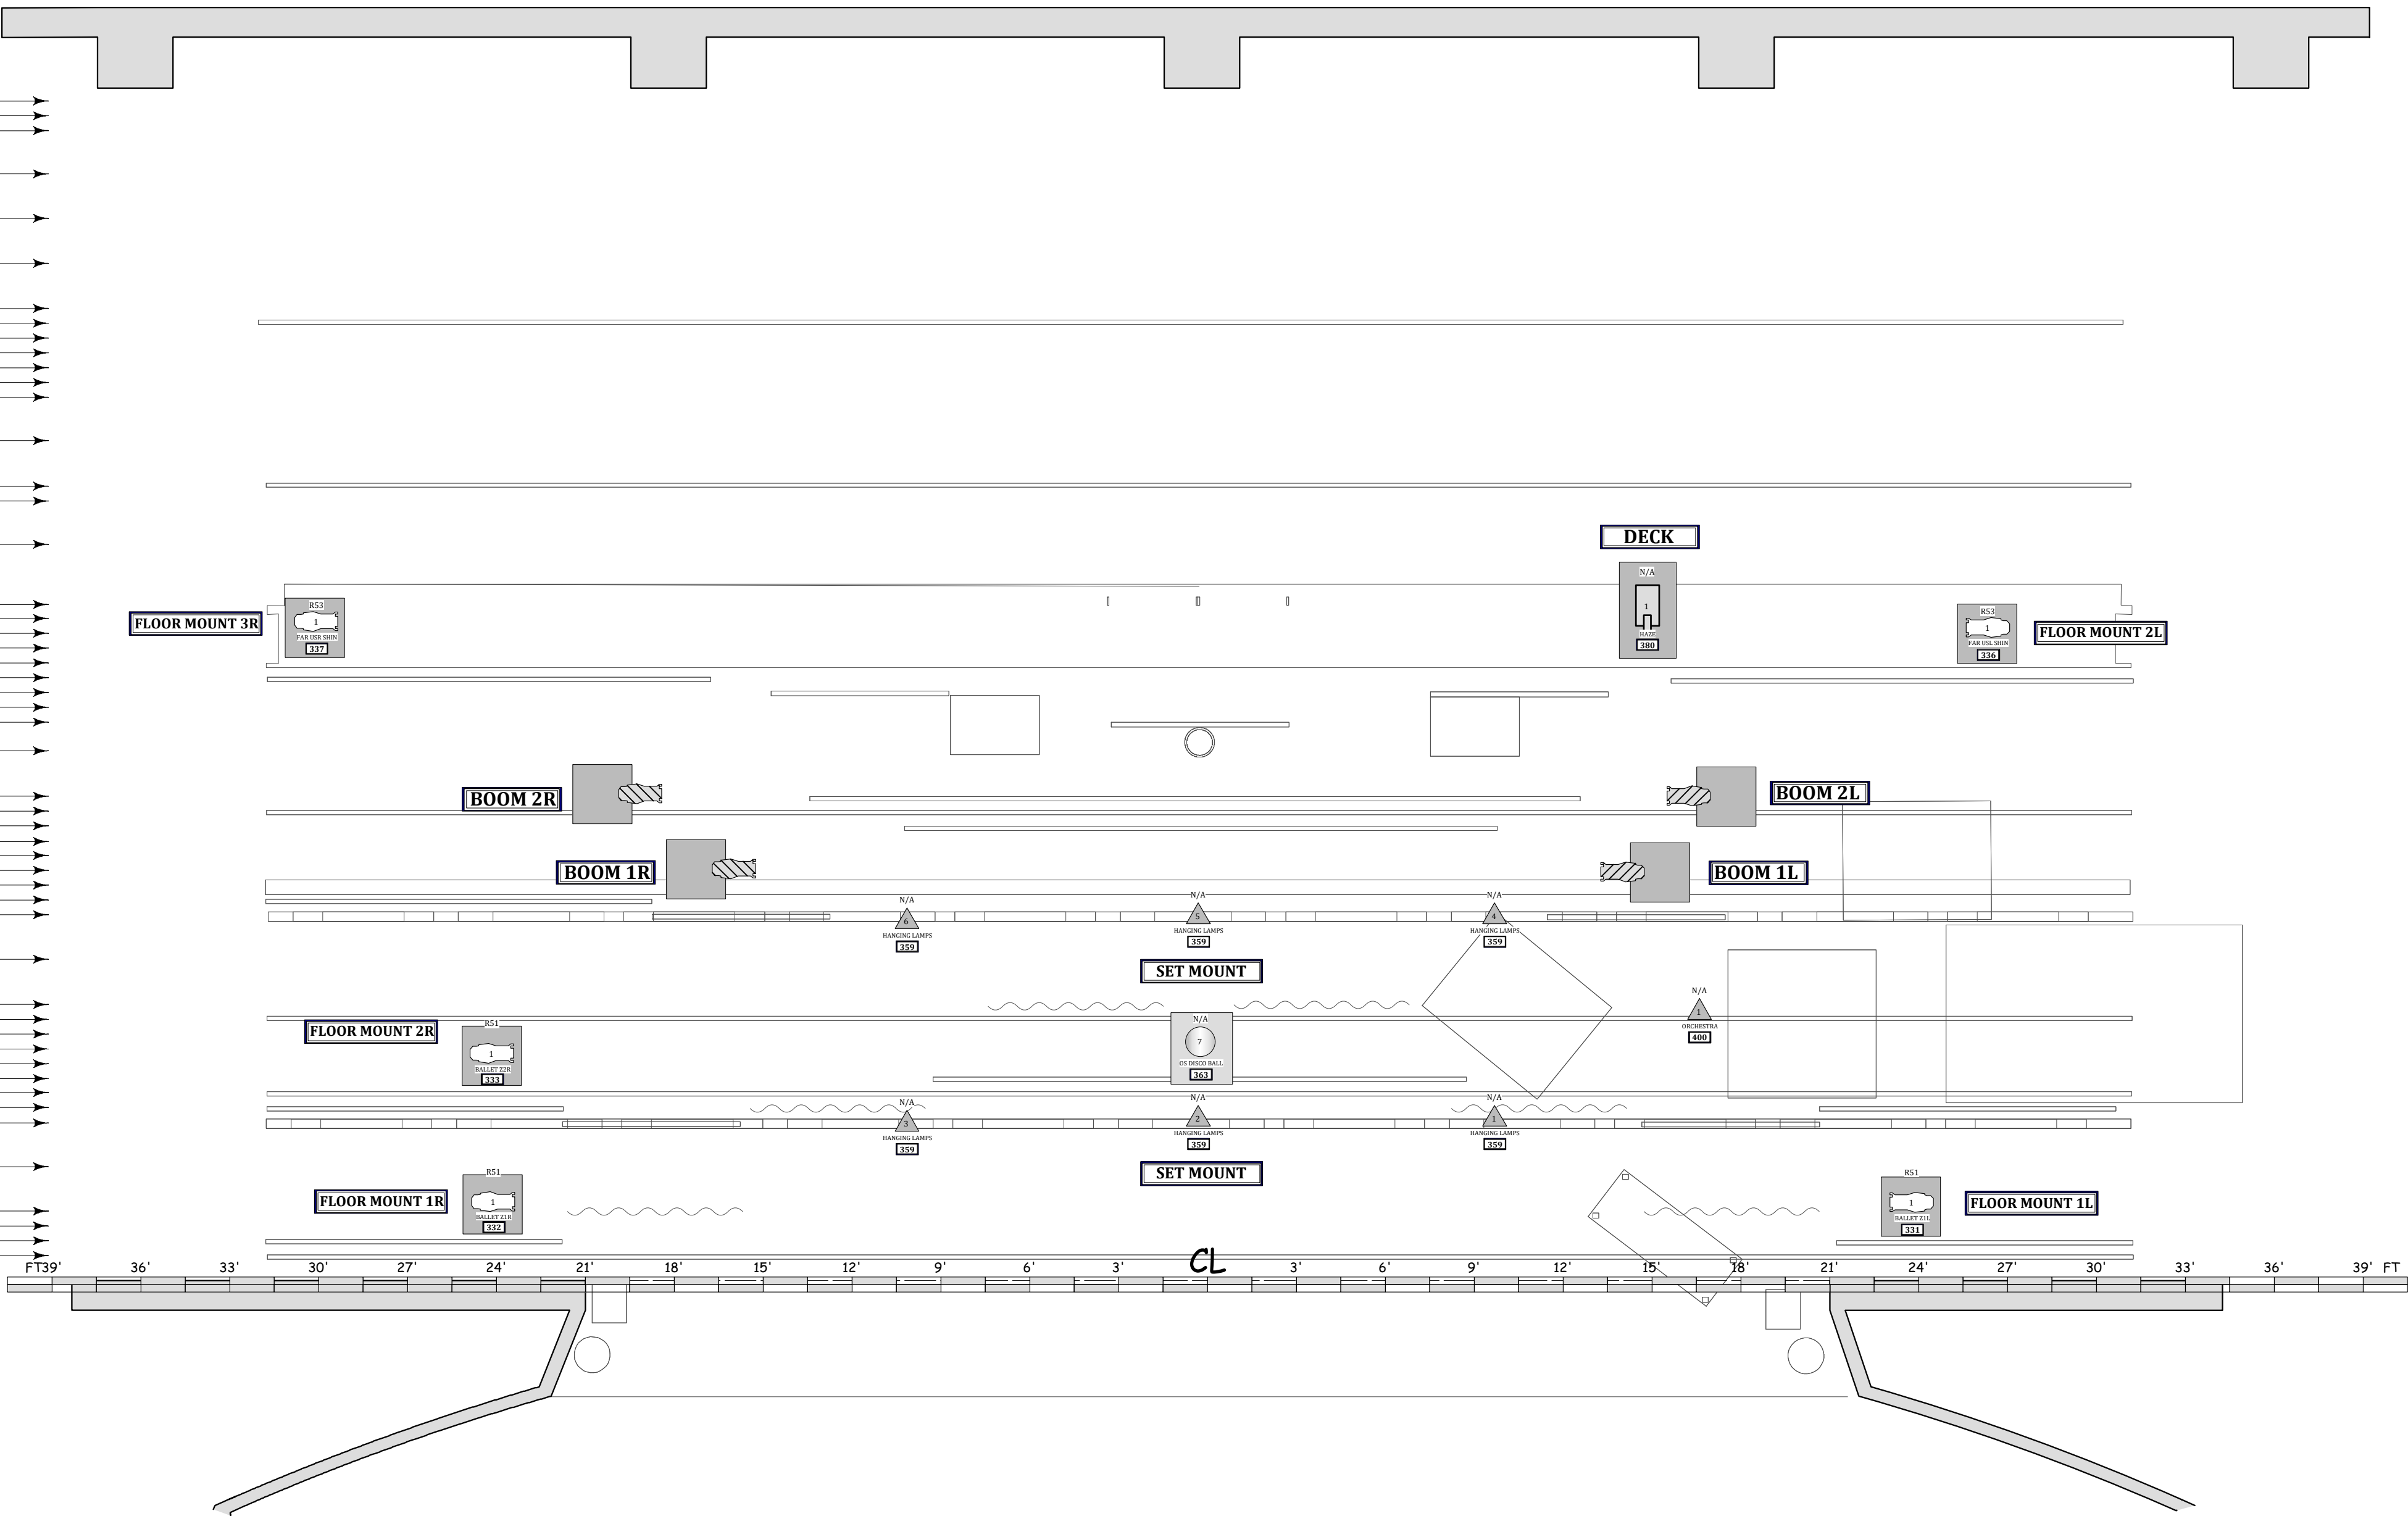 DECK
N/A
1
HAZE
380
FLOOR MOUNT 3R
R53
1
FAR USR SHIN
337
R53
1
FAR USL SHIN
336
FLOOR MOUNT 2L
BOOM 2R
BOOM 2L
BOOM 1R
BOOM 1L
N/A
6
HANGING LAMPS
359
N/A
5
HANGING LAMPS
359
N/A
4
HANGING LAMPS
359
SET MOUNT
FLOOR MOUNT 2R
R51
1
BALLET Z2R
333
N/A
7
OS DISCO BALL
363
N/A
1
ORCHESTRA
400
N/A
3
HANGING LAMPS
359
N/A
2
HANGING LAMPS
359
N/A
1
HANGING LAMPS
359
SET MOUNT
FLOOR MOUNT 1R
R51
1
BALLET Z1R
332
R51
1
BALLET Z1L
331
FLOOR MOUNT 1L
FT39' 36' 33' 30' 27' 24' 21' 18' 15' 12' 9' 6' 3' CL 3' 6' 9' 12' 15' 18' 21' 24' 27' 30' 33' 36' 39' FT